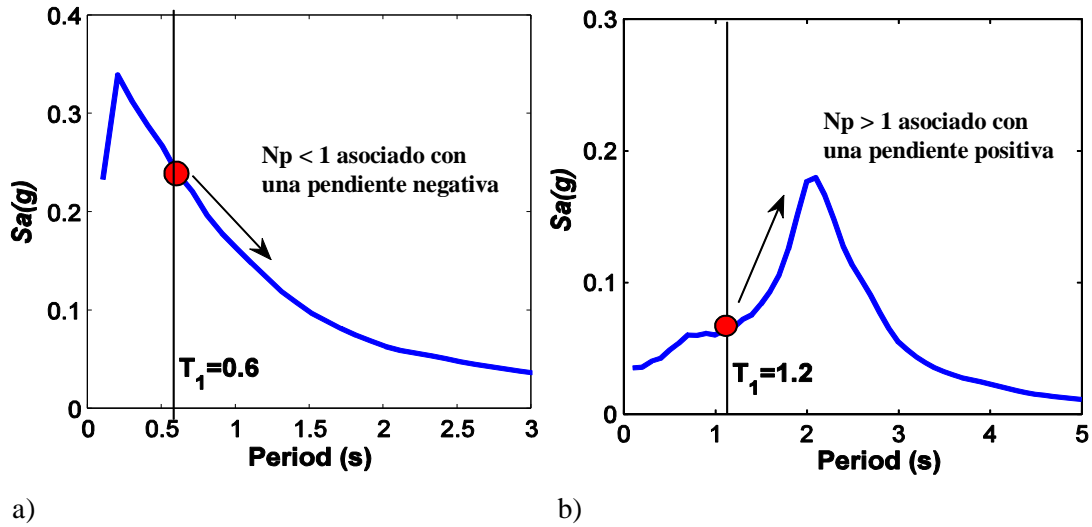 0.4
0.3
0.2
0.1
0
Sa(g)
Np < 1 asociado con
una pendiente negativa
T1=0.6
0 0.5 1 1.5 2 2.5 3
Period (s)
a)
0.3
0.2
0.1
0
Sa(g)
Np > 1 asociado con
una pendiente positiva
T1=1.2
0 1 2 3 4 5
Period (s)
b)